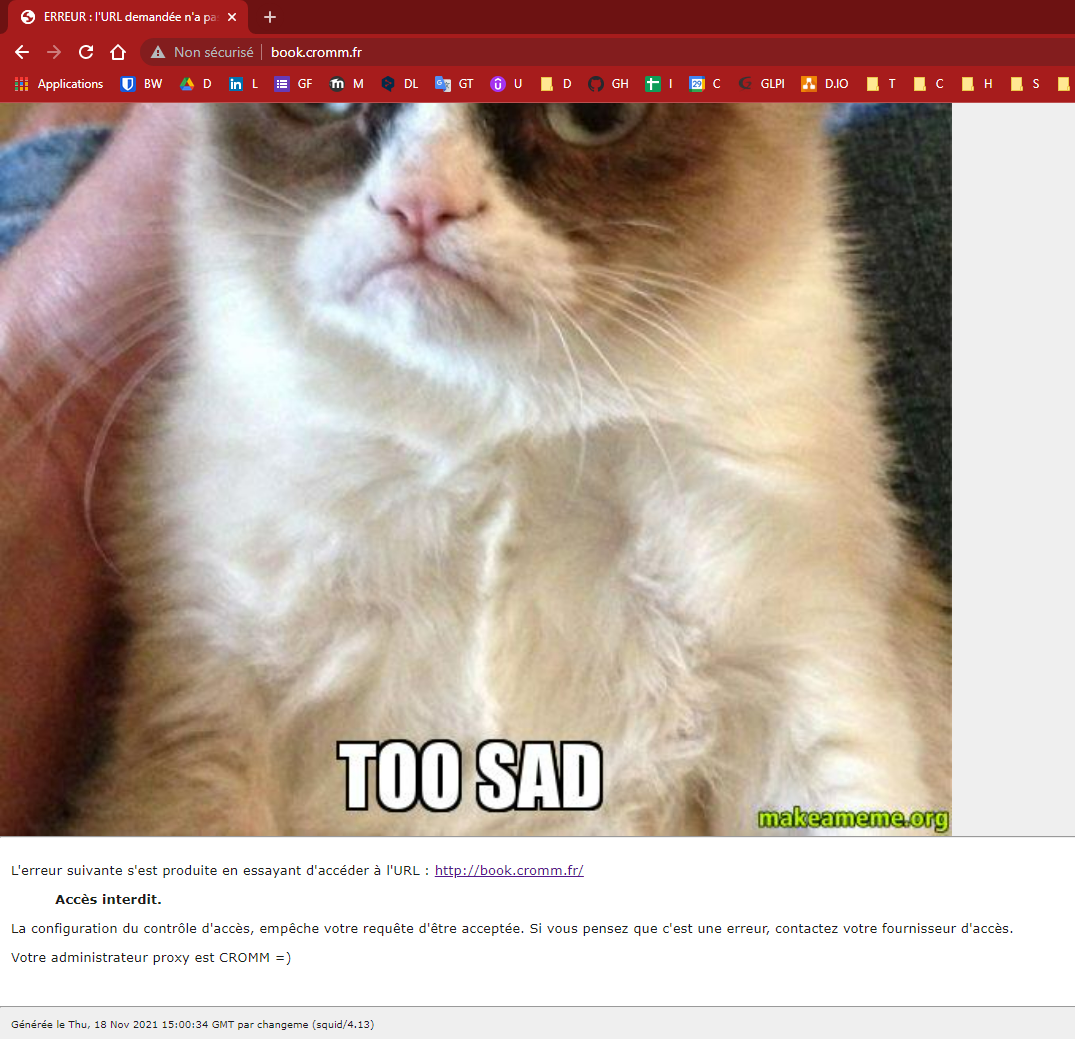 ERREUR : l'URL demandée n'a pa
Non sécurisé book.cromm.fr
Applications BW D L GF M DL GT U D GH I 29 C GLPI D.IO T C H S
TOO SAD
makeameme.org
L'erreur suivante s'est produite en essayant d'accéder à l'URL : http://book.cromm.fr/
Accès interdit.
La configuration du contrôle d'accès, empêche votre requête d'être acceptée. Si vous pensez que c'est une erreur, contactez votre fournisseur d'accès.
Votre administrateur proxy est CROMM =)
Générée le Thu, 18 Nov 2021 15:00:34 GMT par changeme (squid/4.13)